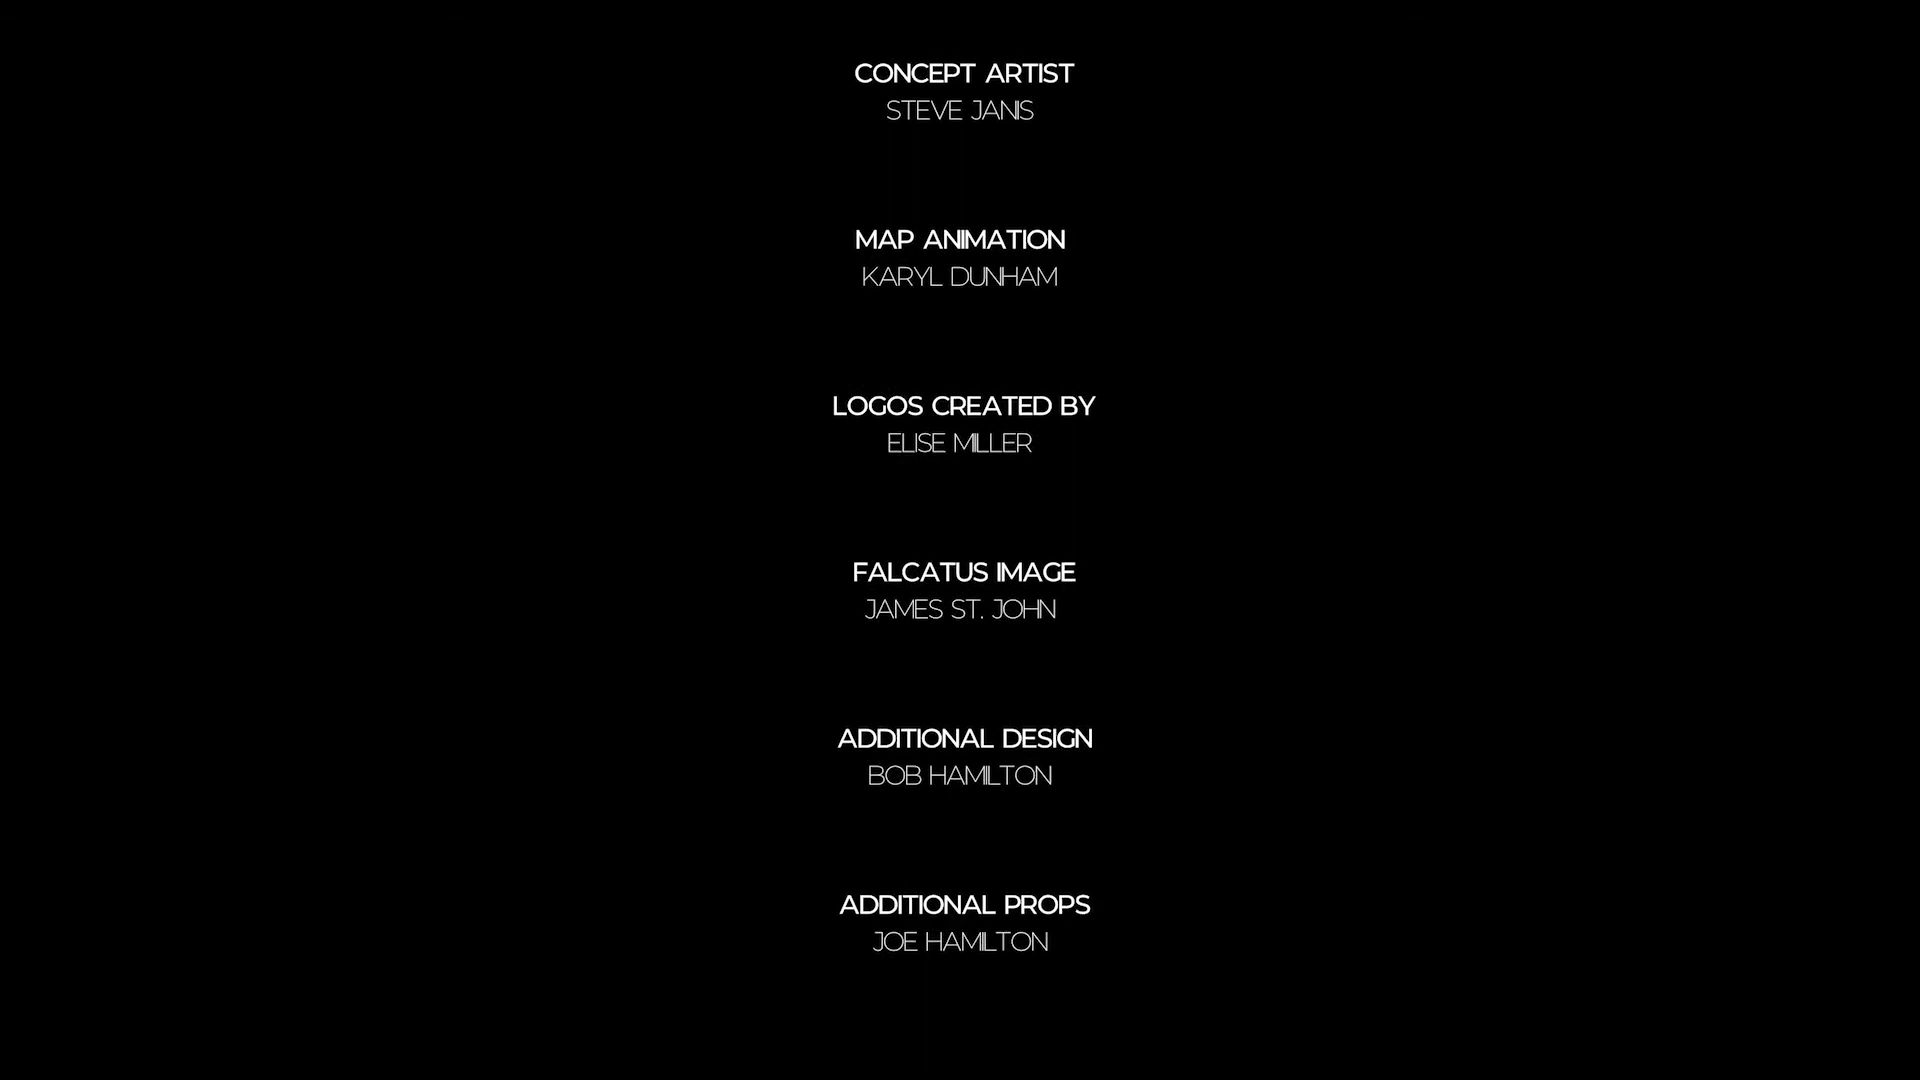 CONCEPT ARTIST
STEVE JANIS
MAP ANIMATION
KARYL DUNHAM
LOGOS CREATED BY
ELISE MILLER
FALCATUS IMAGE
JAMES ST. JOHN
ADDITIONAL DESIGN
BOB HAMILTON
ADDITIONAL PROPS
JOE HAMILTON